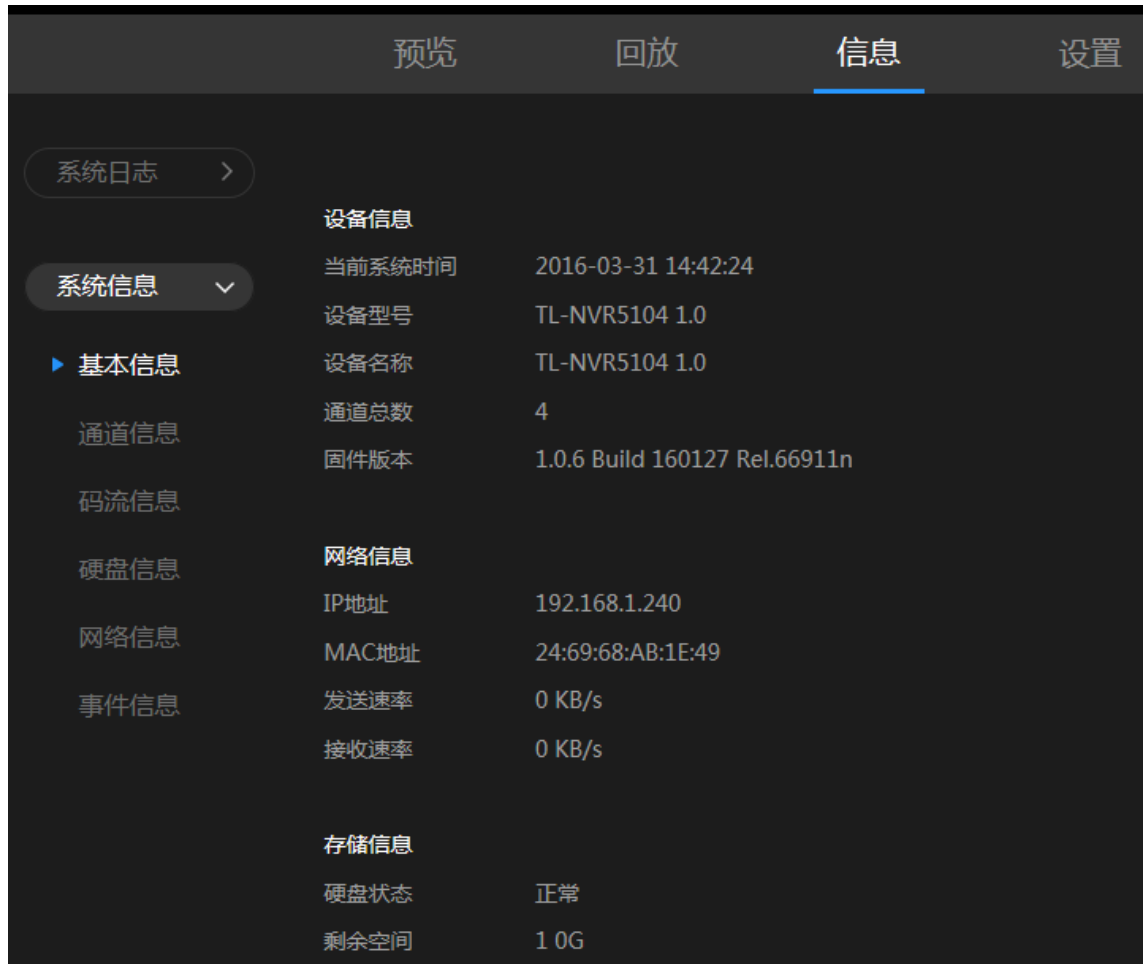 预览 回放 信息 设置
系统日志
系统信息
基本信息
通道信息
码流信息
硬盘信息
网络信息
事件信息
设备信息
当前系统时间 2016-03-31 14:42:24
设备型号 TL-NVR5104 1.0
设备名称 TL-NVR5104 1.0
通道总数 4
固件版本 1.0.6 Build 160127 Rel.66911n
网络信息
IP地址 192.168.1.240
MAC地址 24:69:68:AB:1E:49
发送速率 0 KB/s
接收速率 0 KB/s
存储信息
硬盘状态 正常
剩余空间 1 0G